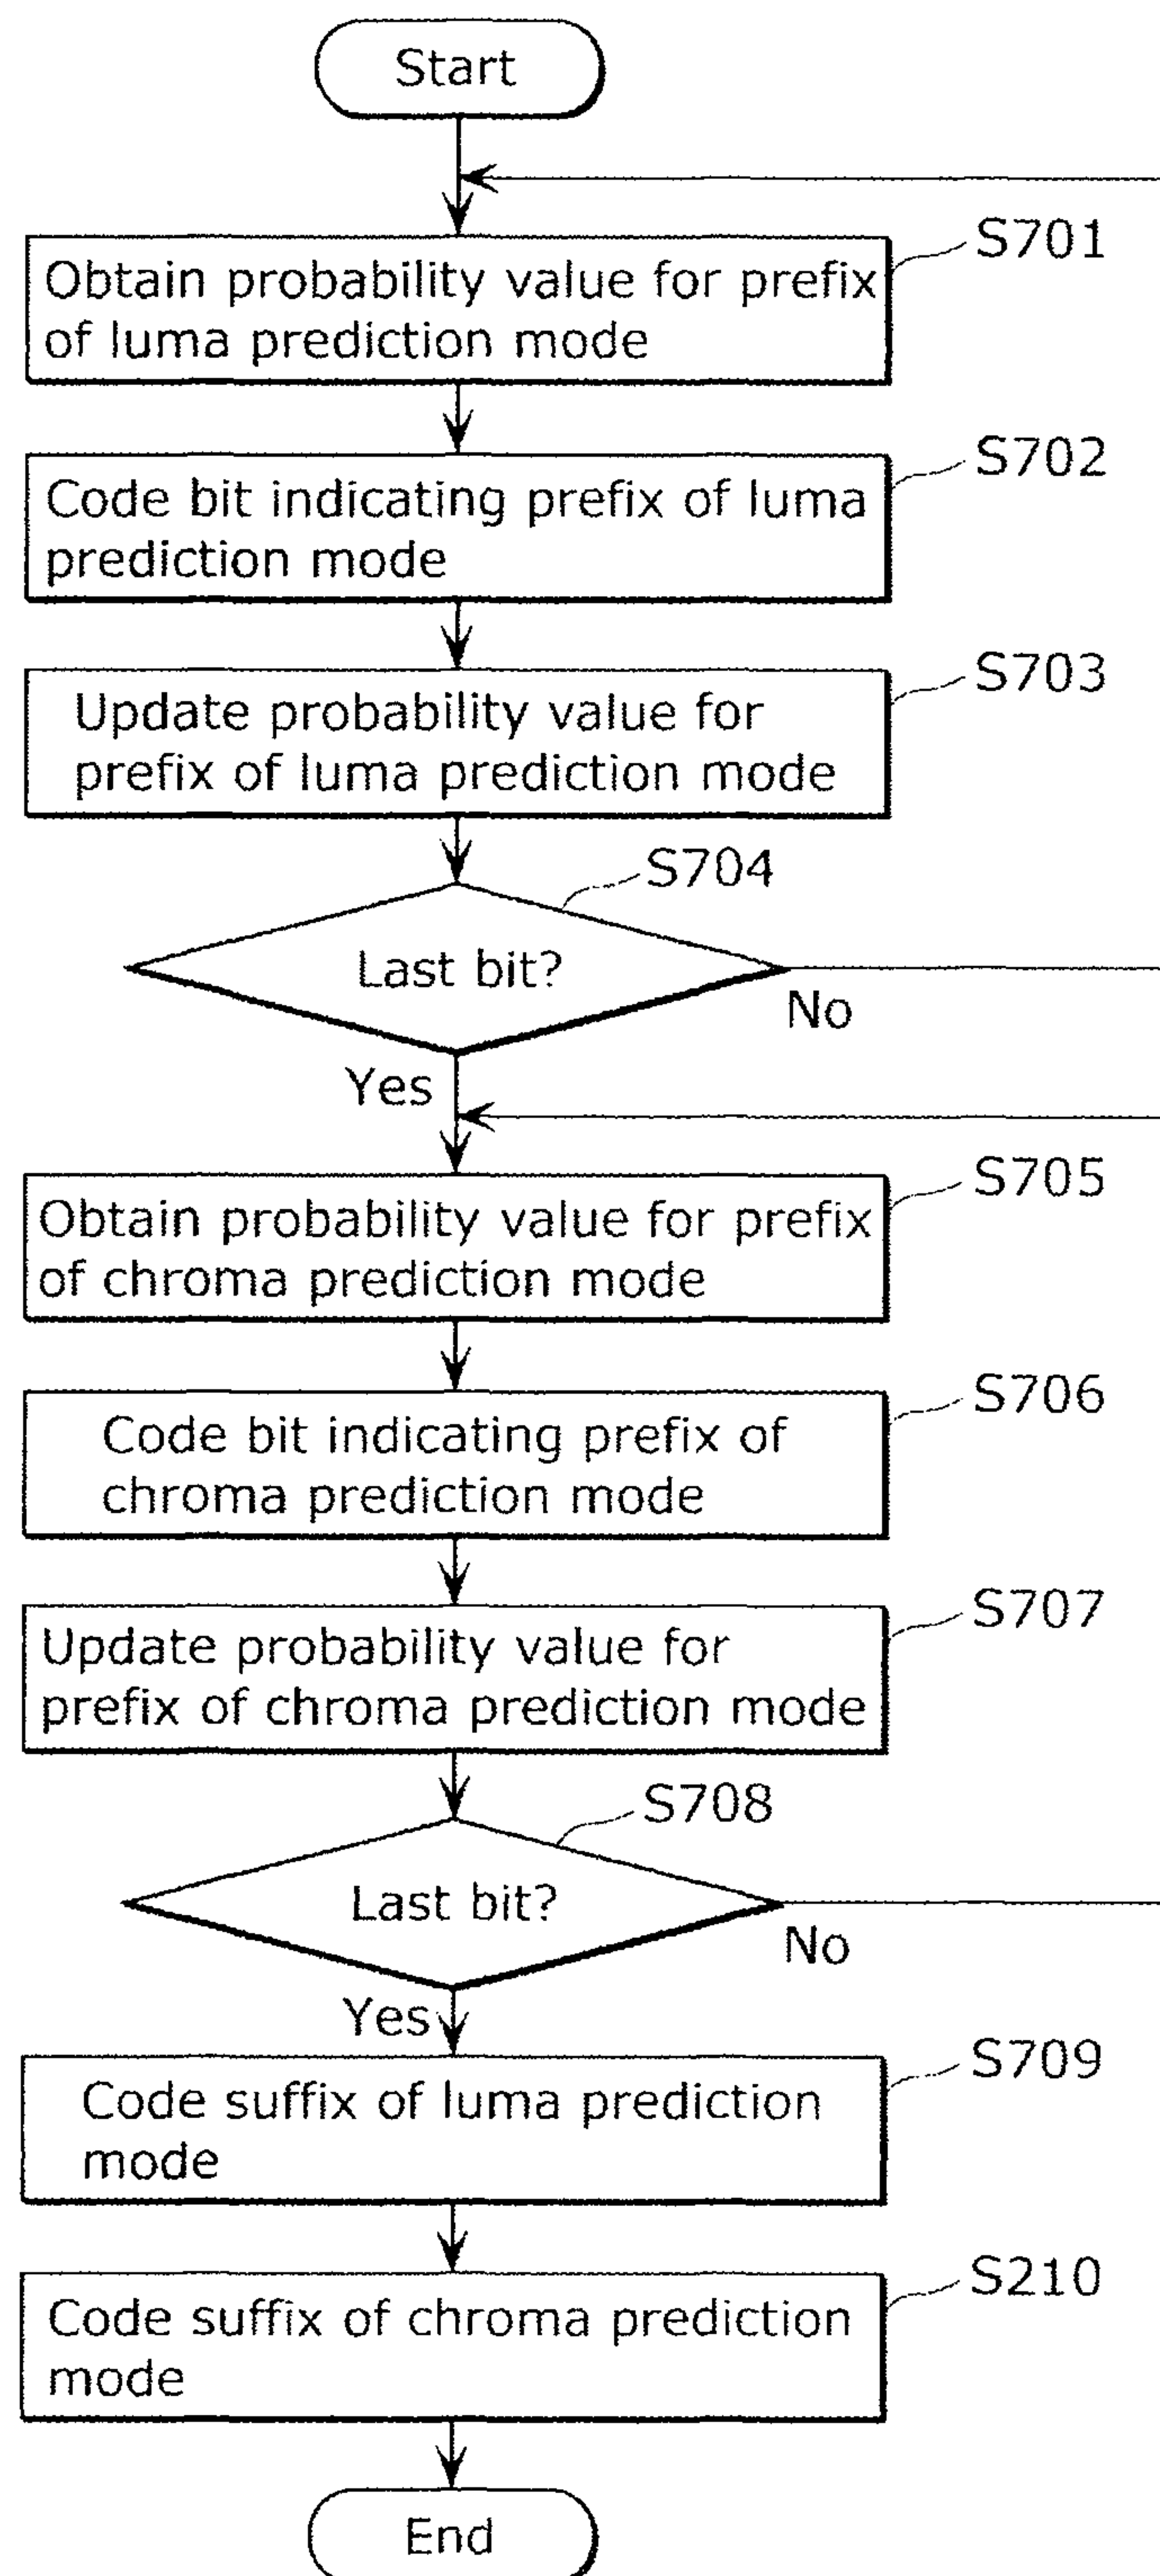 Start
S701
Obtain probability value for prefix
of luma prediction mode
S702
Code bit indicating prefix of luma
prediction mode
S703
Update probability value for
prefix of luma prediction mode
S704
Last bit?
No
Yes
S705
Obtain probability value for prefix
of chroma prediction mode
S706
Code bit indicating prefix of
chroma prediction mode
S707
Update probability value for
prefix of chroma prediction mode
S708
Last bit?
No
Yes
S709
Code suffix of luma prediction
mode
S210
Code suffix of chroma prediction
mode
End